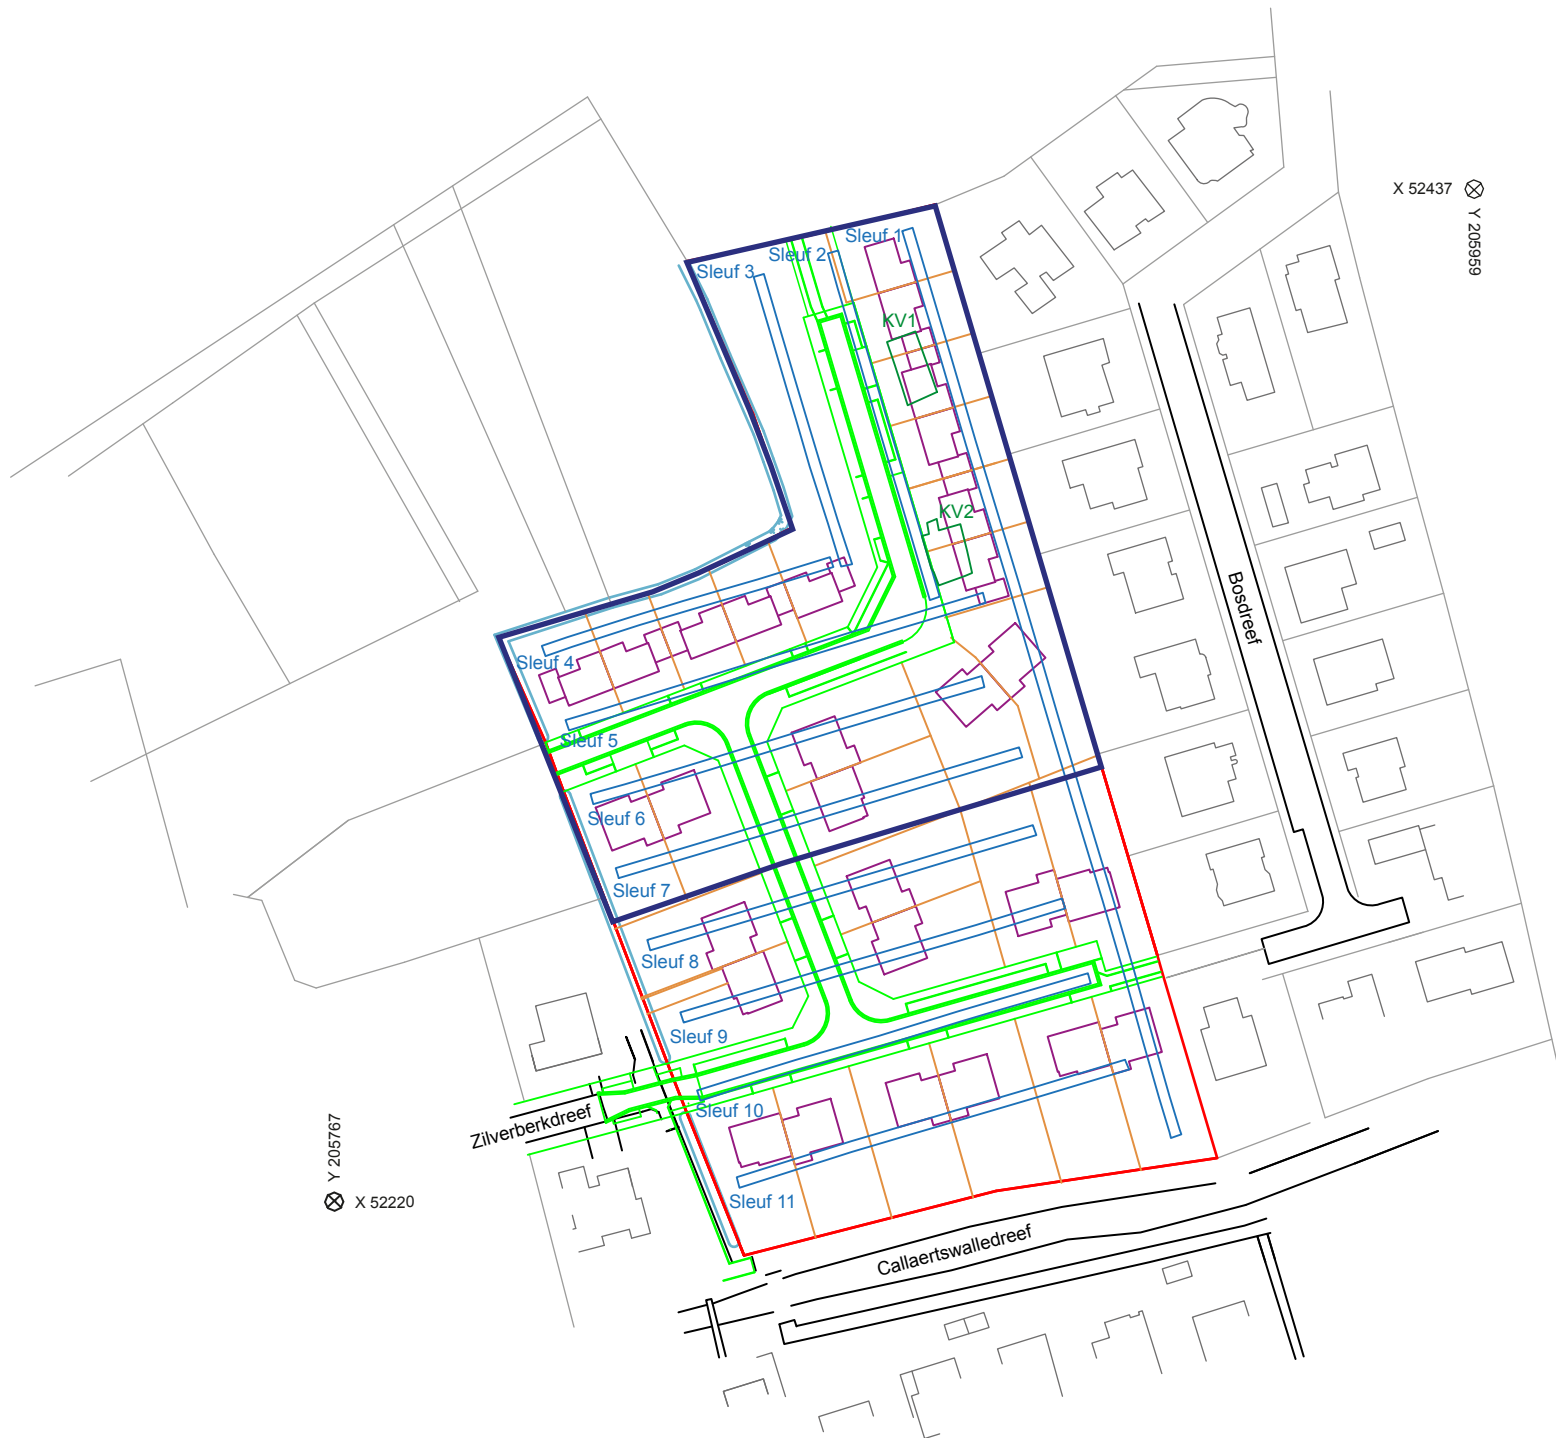 X 52437
Y 205959
Sleuf 1
Sleuf 2
Sleuf 3
KV1
KV2
Bosdreef
Sleuf 4
Sleuf 5
Sleuf 6
Sleuf 7
Sleuf 8
Sleuf 9
Sleuf 10
Zilverberkdreef
Y 205767
X 52220
Sleuf 11
Callaertswalledreef